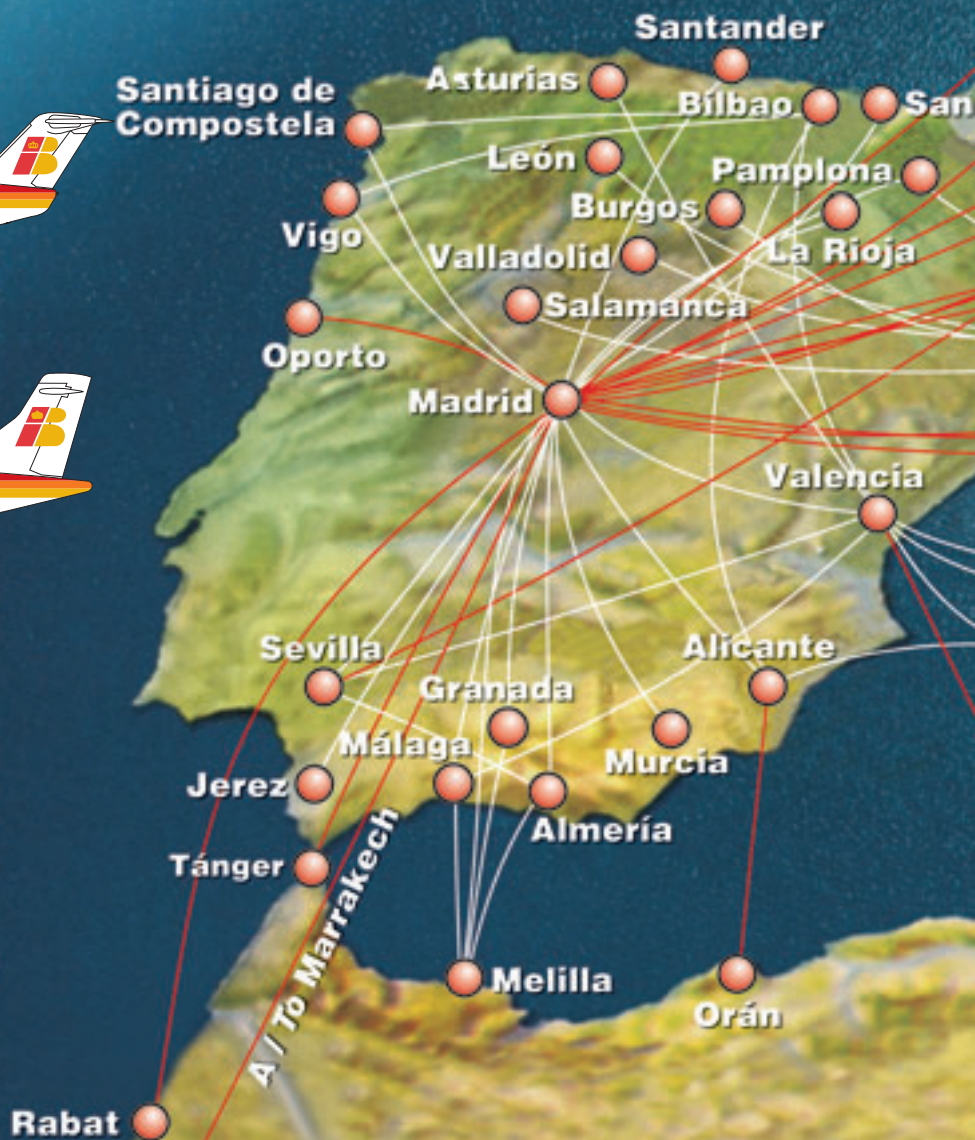 Santander
Asturias
Santiago de
Compostela
Bilbao
San
León
Pamplona
Burgos
Vigo
La Rioja
Valladolid
Salamanca
Oporto
Madrid
Valencia
Sevilla
Alicante
Granada
Málaga
Murcia
Jerez
Almería
Tánger
A / To Marrakech
Melilla
Orán
Rabat